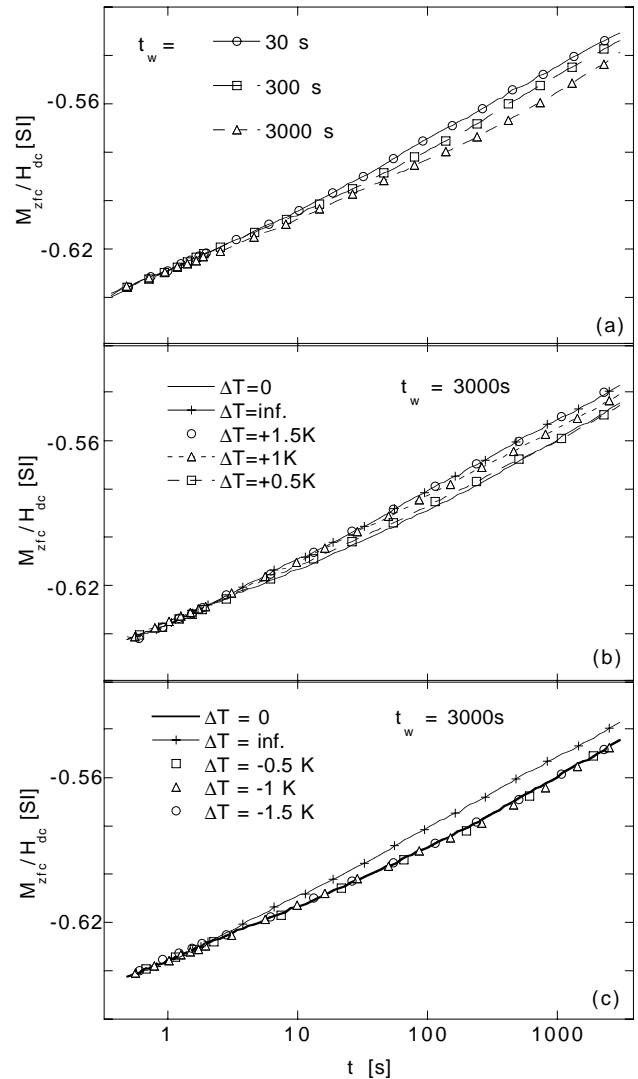 t_w =
30 s
300 s
3000 s
-0.56
-0.62
M_zfc/H_dc [SI]
(a)
ΔT=0
ΔT=inf.
ΔT=+1.5K
ΔT=+1K
ΔT=+0.5K
t_w = 3000s
-0.56
-0.62
M_zfc/H_dc [SI]
(b)
ΔT = 0
ΔT = inf.
ΔT = -0.5 K
ΔT = -1 K
ΔT = -1.5 K
t_w = 3000s
-0.56
-0.62
M_zfc/H_dc [SI]
(c)
1 10 100 1000
t [s]